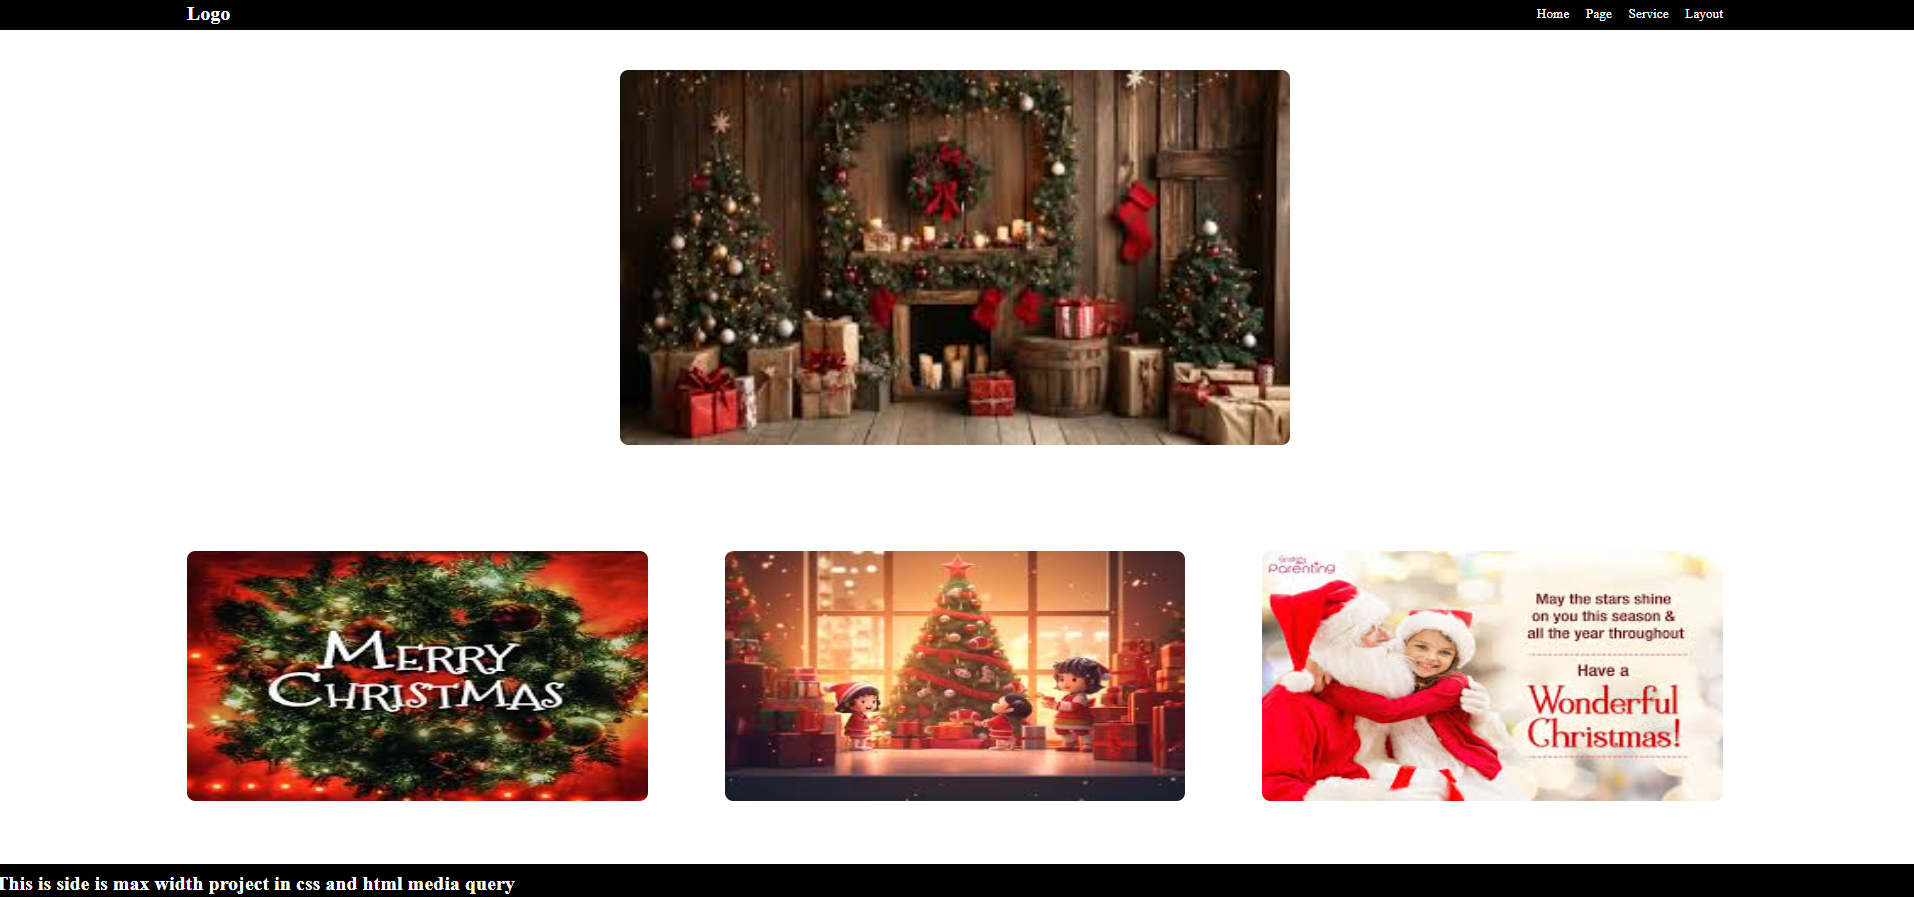 Logo
Home Page Service Layout
MERRY
CHRISTMAS
Parenting
May the stars shine
on you this season &
all the year throughout
Have a
Wonderful
Christmas!
This is side is max width project in css and html media query